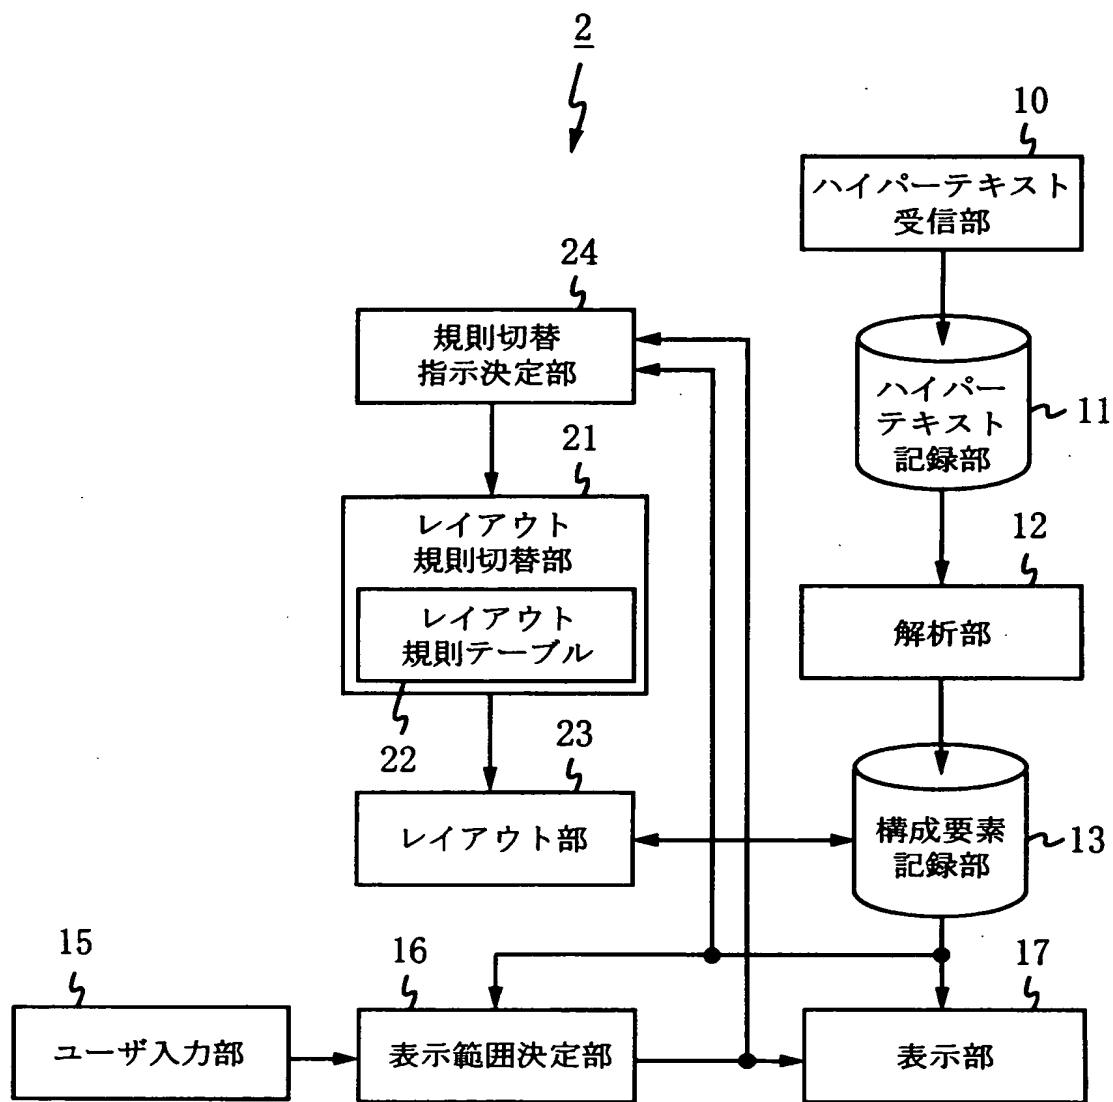 2
10
ハイパーテキスト
受信部
24
規則切替
指示決定部
ハイパー
テキスト
記録部
11
21
レイアウト
規則切替部
レイアウト
規則テーブル
22
12
解析部
23
レイアウト部
構成要素
記録部
13
15
ユーザ入力部
16
表示範囲決定部
17
表示部